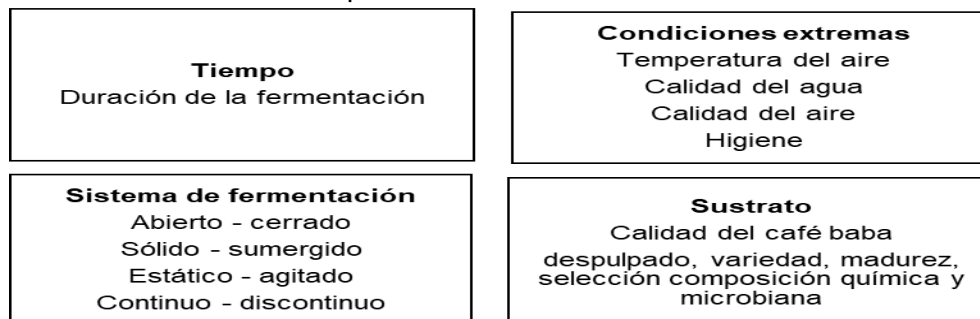 Tiempo
Duración de la fermentación
Condiciones extremas
Temperatura del aire
Calidad del agua
Calidad del aire
Higiene
Sistema de fermentación
Abierto - cerrado
Sólido - sumergido
Estático - agitado
Continuo - discontinuo
Sustrato
Calidad del café baba
despulpado, variedad, madurez,
selección composición química y
microbiana